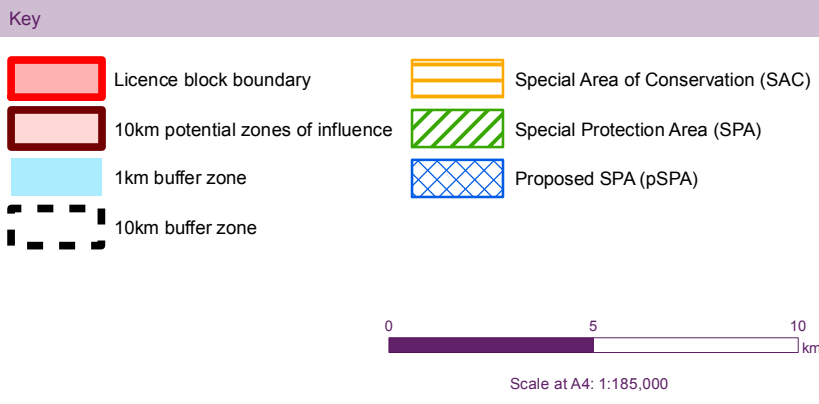 Key
Licence block boundary
10km potential zones of influence
1km buffer zone
10km buffer zone
Special Area of Conservation (SAC)
Special Protection Area (SPA)
Proposed SPA (pSPA)
0 5 10
km
Scale at A4: 1:185,000